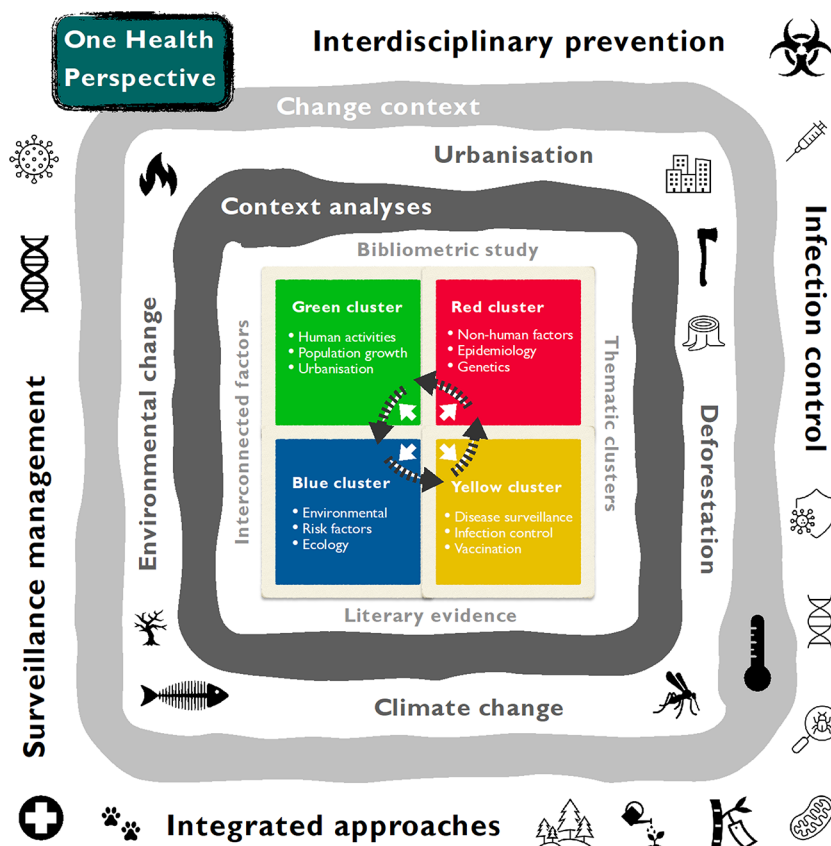 One Health
Perspective
Interdisciplinary prevention
Change context
Urbanisation
Context analyses
Bibliometric study
Green cluster
• Human activities
• Population growth
• Urbanisation
Red cluster
• Non-human factors
• Epidemiology
• Genetics
Blue cluster
• Environmental
• Risk factors
• Ecology
Yellow cluster
• Disease surveillance
• Infection control
• Vaccination
Interconnected factors
Thematic clusters
Literary evidence
Environmental change
Deforestation
Climate change
Surveillance management
Infection control
Integrated approaches